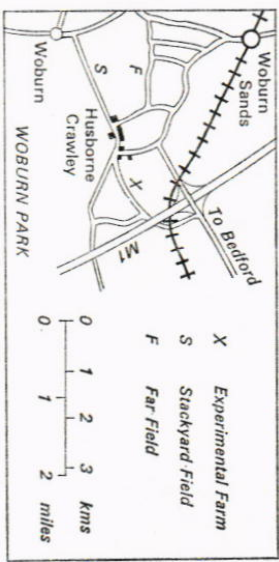 Woburn
Sands
To Bedford
F
S
X
M1
Husborne
Crawley
Woburn
WOBURN PARK
X Experimental Farm
S Stackyard Field
F Far Field
0 1 2 3 kms
0 1 2 miles